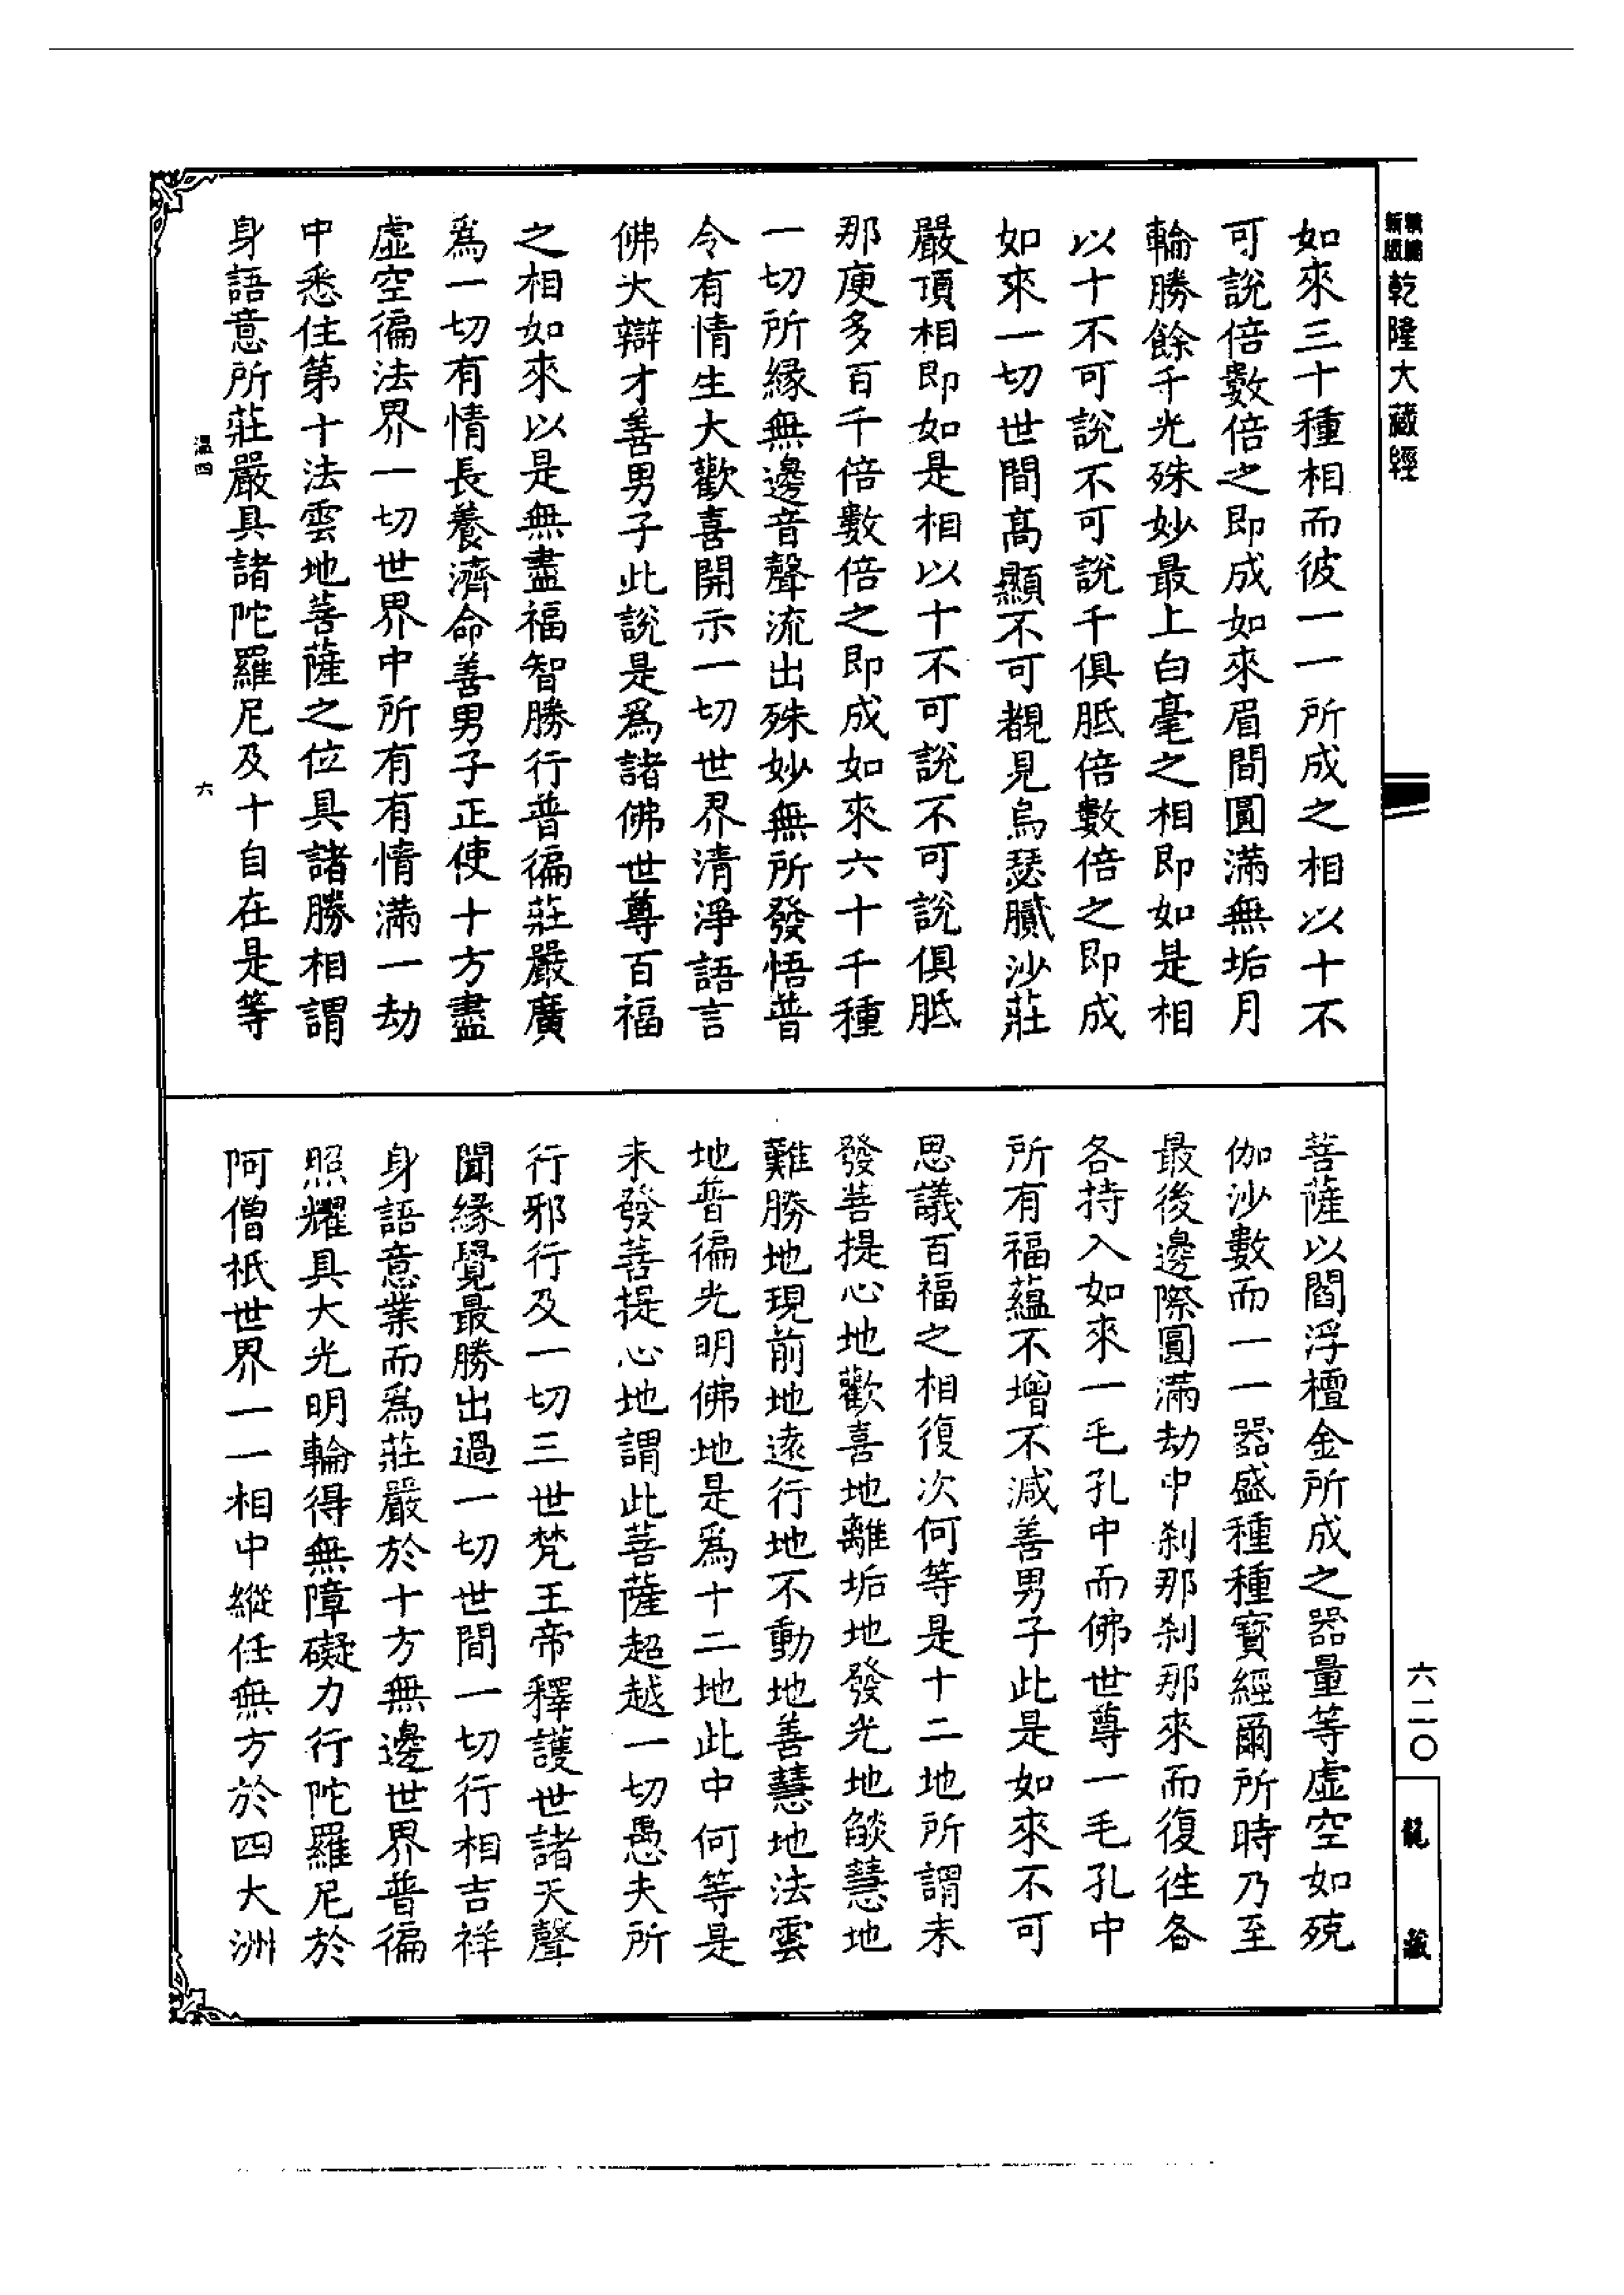 新版精編乾隆大藏經
如來三十種相而彼一一所成之相以十不
可說倍數倍之即成如來眉間圓滿無垢月
輪勝餘千光殊妙最上白毫之相即如是相
以十不可說不可說千俱胝倍數倍之即成
如來一切世間高顯不可覩見烏瑟膩沙莊
嚴頂相即如是相以十不可說不可說俱胝
那庾多百千倍倍數倍之即成如來六十千種
一切所緣無邊音聲流出殊妙無所發悟普
令有情生大歡喜開示一切世界清淨語言
佛大辯才善男子此說是爲諸佛世尊百福
之相如來以是無盡福智勝行普徧莊嚴廣
爲一切有情長養濟命善男子正使十方盡
虛空徧法界一切世界中所有有情滿一劫
中悉住第十法雲地菩薩之位具諸勝相謂
身語意所莊嚴具諸陀羅尼及十自在是等
溫四
六
菩薩以閻浮檀金所成之器量等虛空如殑
伽沙數而一一器盛種種寶經爾所時乃至
最後邊際圓滿劫中刹那刹那來而復徃各
各持入如來一毛孔中而佛世尊一毛孔中
所有福蘊不增不減善男子此是如來不可
思議百福之相復次何等是十二地所謂未
發菩提心地歡喜地離垢地發光地燄慧地
難勝地現前地遠行地不動地善慧地法雲
地普徧光明佛地是爲十二地此中何等是
未發菩提心地謂此菩薩超越一切愚夫所
行邪行及一切三世梵王帝釋護世諸天聲
聞緣覺最勝出過一切世間一切行相吉祥
身語意業而爲莊嚴於十方無邊世界普徧
照耀具大光明輪得無障礙力行陀羅尼於
阿僧祇世界一一相中縱任無方於四大洲
六二〇
龍藏